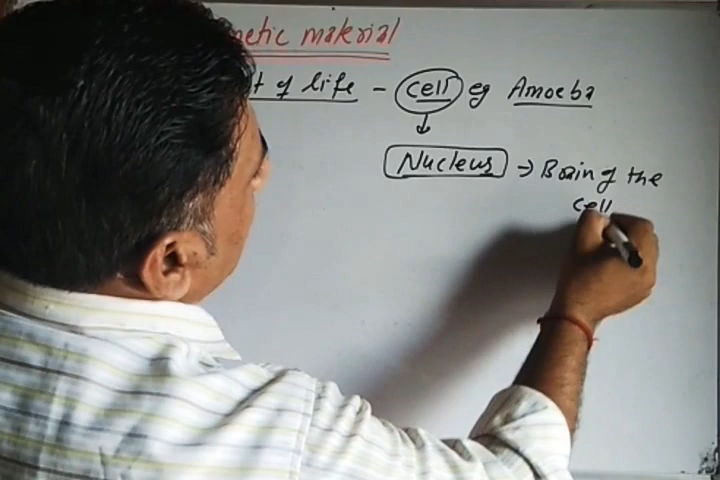 netic material
t of life - cell eg Amoeba
Nucleus → Brain of the
cell